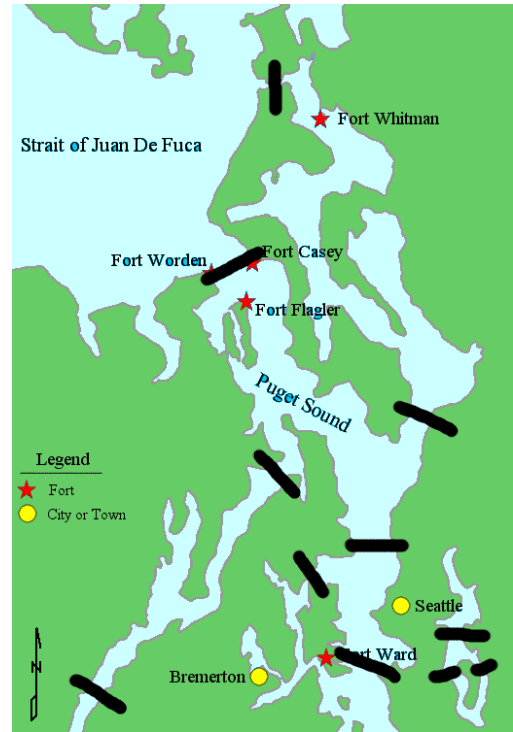 Fort Whitman
Strait of Juan De Fuca
Fort Casey
Fort Worden
Fort Flagler
Puget Sound
Legend
Fort
City or Town
Seattle
Fort Ward
Bremerton
N